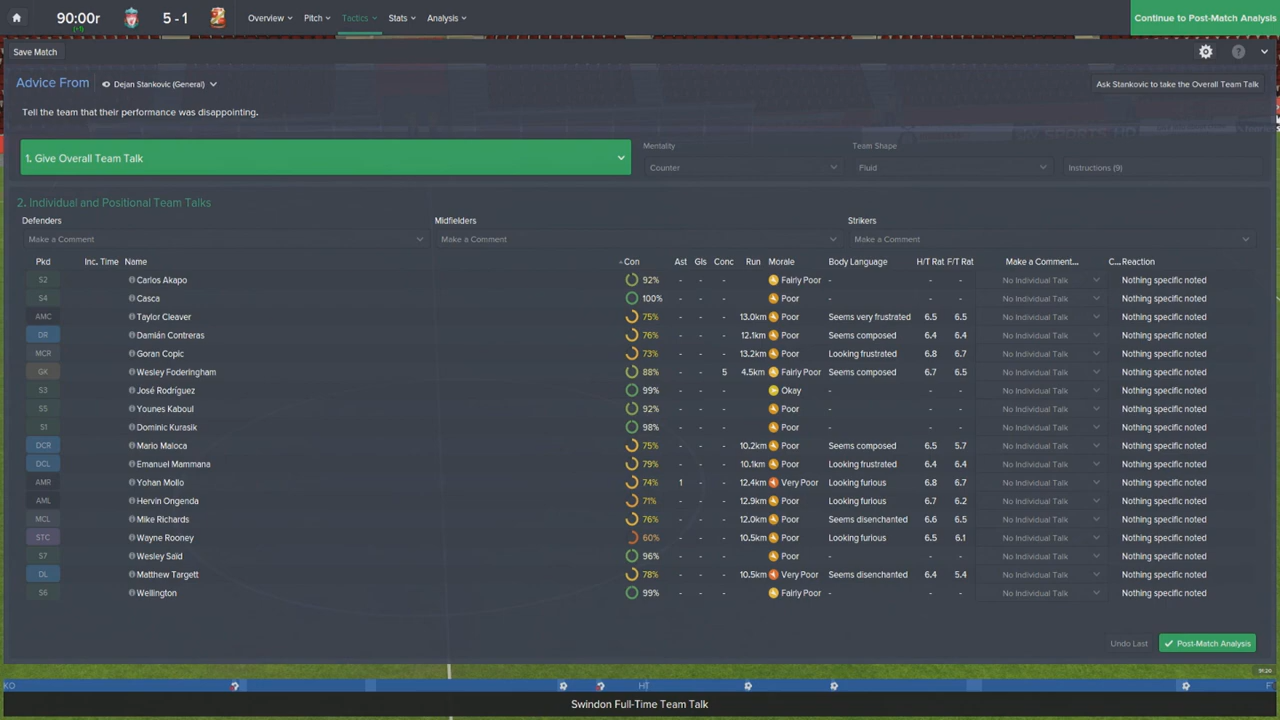 90:00r 5 - 1 Overview Pitch Tactics Stats Analysis Continue to Post-Match Analysis
Save Match ?
Advice From Dejan Stankovic (General) Ask Stankovic to take the Overall Team Talk
Tell the team that their performance was disappointing.
Mentality Team Shape
1. Give Overall Team Talk Counter Fluid Instructions (9)
2. Individual and Positional Team Talks
Defenders Midfielders Strikers
Make a Comment Make a Comment Make a Comment
Pkd Inc. Time Name Con Ast Gls Conc Run Morale Body Language H/T Rat F/T Rat Make a Comment... C... Reaction
S2 Carlos Akapo 92% - - - - Fairly Poor - - - No Individual Talk Nothing specific noted
S4 Casca 100% - - - - Poor - - - No Individual Talk Nothing specific noted
AMC Taylor Cleaver 75% - - - 13.0km Poor Seems very frustrated 6.5 6.5 No Individual Talk Nothing specific noted
DR Damián Contreras 76% - - - 12.1km Poor Seems composed 6.4 6.4 No Individual Talk Nothing specific noted
MCR Goran Copic 73% - - - 13.2km Poor Looking frustrated 6.8 6.7 No Individual Talk Nothing specific noted
GK Wesley Foderingham 88% - - 5 4.5km Fairly Poor Seems composed 6.7 6.5 No Individual Talk Nothing specific noted
S3 José Rodríguez 99% - - - - Okay - - - No Individual Talk Nothing specific noted
S5 Younes Kaboul 92% - - - - Poor - - - No Individual Talk Nothing specific noted
S1 Dominic Kurasik 98% - - - - Poor - - - No Individual Talk Nothing specific noted
DCR Mario Maloca 75% - - - 10.2km Poor Seems composed 6.5 5.7 No Individual Talk Nothing specific noted
DCL Emanuel Mammana 79% - - - 10.1km Poor Looking frustrated 6.4 6.4 No Individual Talk Nothing specific noted
AMR Yohan Mollo 74% 1 - - 12.4km Very Poor Looking furious 6.8 6.7 No Individual Talk Nothing specific noted
AML Hervin Ongenda 71% - - - 12.9km Poor Looking furious 6.7 6.2 No Individual Talk Nothing specific noted
MCL Mike Richards 76% - - - 12.0km Poor Seems disenchanted 6.6 6.5 No Individual Talk Nothing specific noted
STC Wayne Rooney 60% - - - 10.5km Poor Looking furious 6.5 6.1 No Individual Talk Nothing specific noted
S7 Wesley Saïd 96% - - - - Poor - - - No Individual Talk Nothing specific noted
DL Matthew Targett 78% - - - 10.5km Very Poor Seems disenchanted 6.4 5.4 No Individual Talk Nothing specific noted
S6 Wellington 99% - - - - Fairly Poor - - - No Individual Talk Nothing specific noted
Undo Last Post-Match Analysis
KO HT
Swindon Full-Time Team Talk